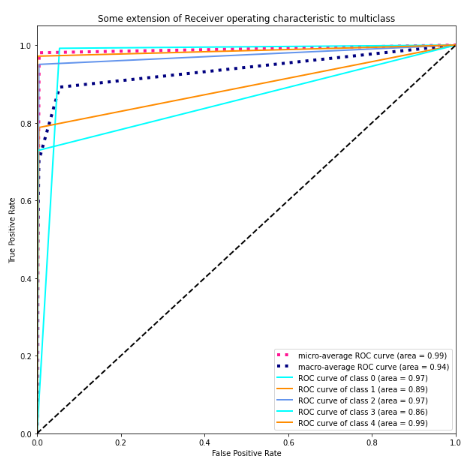 Some extension of Receiver operating characteristic to multiclass
1.0
0.8
0.6
0.4
0.2
0.0
True Positive Rate
0.0 0.2 0.4 0.6 0.8 1.0
False Positive Rate
micro-average ROC curve (area = 0.99)
macro-average ROC curve (area = 0.94)
ROC curve of class 0 (area = 0.97)
ROC curve of class 1 (area = 0.89)
ROC curve of class 2 (area = 0.97)
ROC curve of class 3 (area = 0.86)
ROC curve of class 4 (area = 0.99)